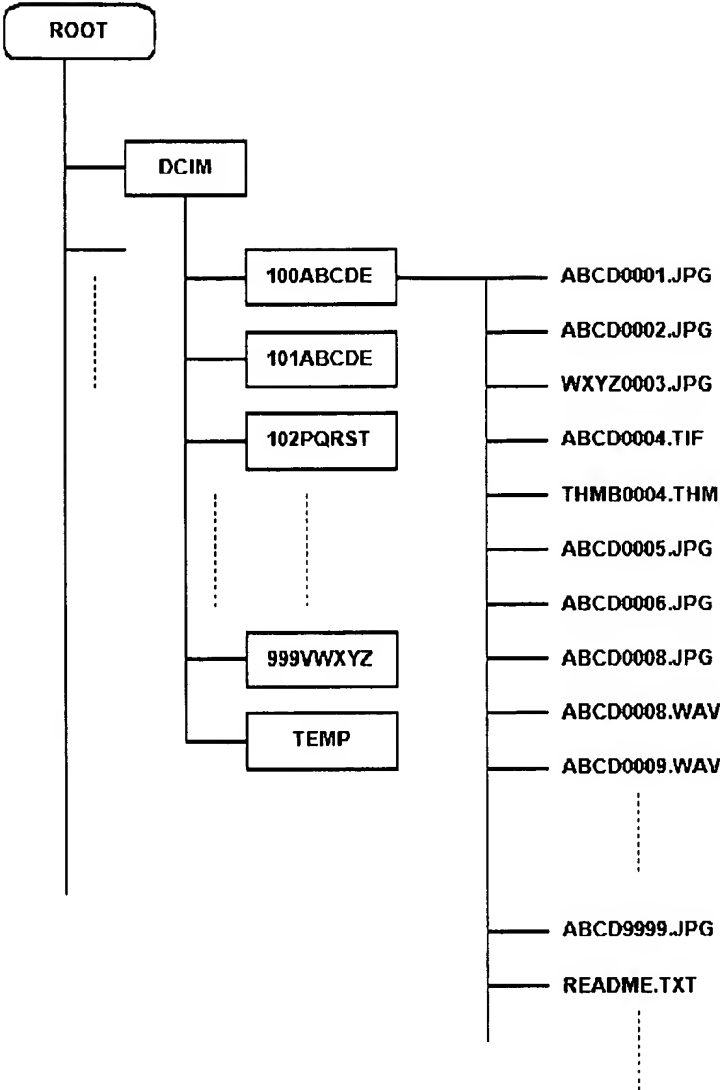 ROOT
DCIM
100ABCDE
101ABCDE
102PQRST
999VWXYZ
TEMP
ABCD0001.JPG
ABCD0002.JPG
WXYZ0003.JPG
ABCD0004.TIF
THMB0004.THM
ABCD0005.JPG
ABCD0006.JPG
ABCD0008.JPG
ABCD0008.WAV
ABCD0009.WAV
ABCD9999.JPG
README.TXT